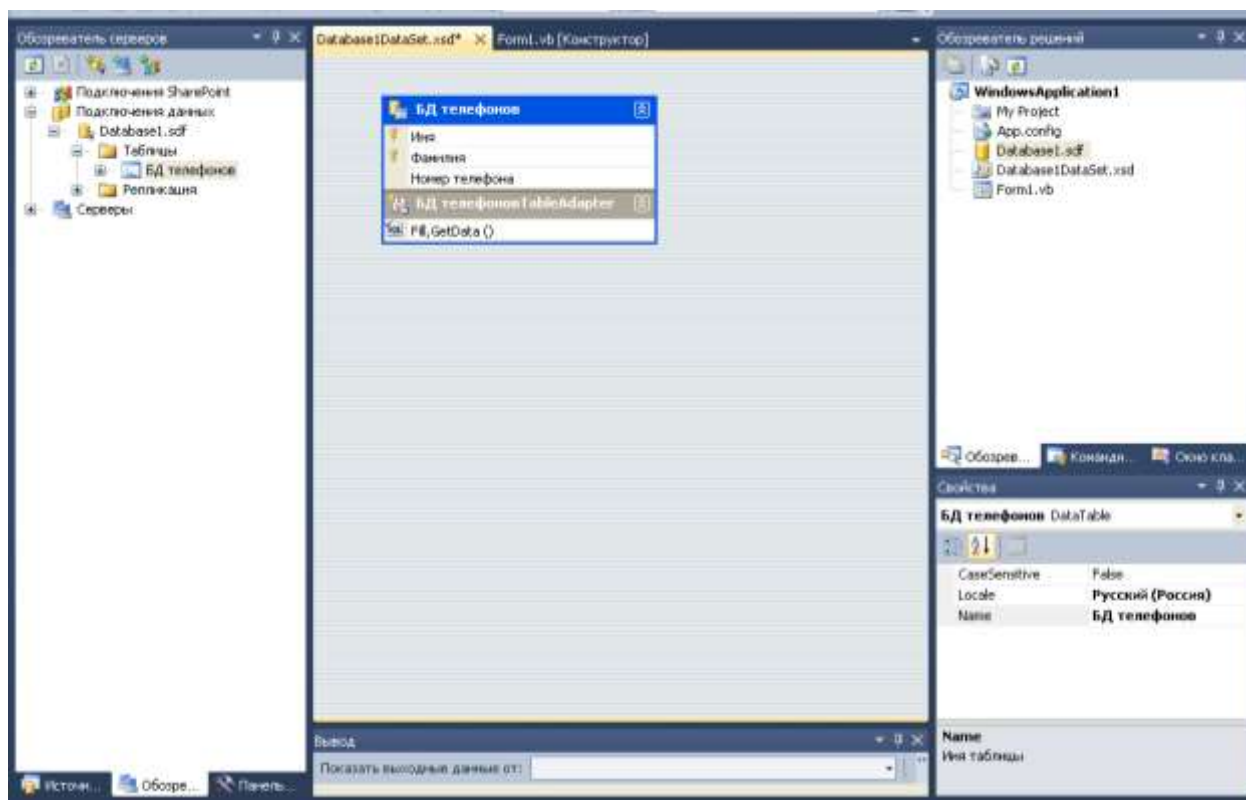 Обозреватель серверов
Подключения SharePoint
Подключения данных
Database1.sdf
Таблицы
БД телефонов
Репликация
Серверы
Источн...
Обозре...
Панель...
Database1DataSet.xsd*
Form1.vb [Конструктор]
БД телефонов
Имя
Фамилия
Номер телефона
БД телефоновTableAdapter
Fill,GetData ()
Вывод
Показать выходные данные от:
Обозреватель решений
WindowsApplication1
My Project
App.config
Database1.sdf
Database1DataSet.xsd
Form1.vb
Обозрев...
Командн...
Окно кла...
Свойства
БД телефонов DataTable
CaseSensitive False
Locale Русский (Россия)
Name БД телефонов
Name
Имя таблицы